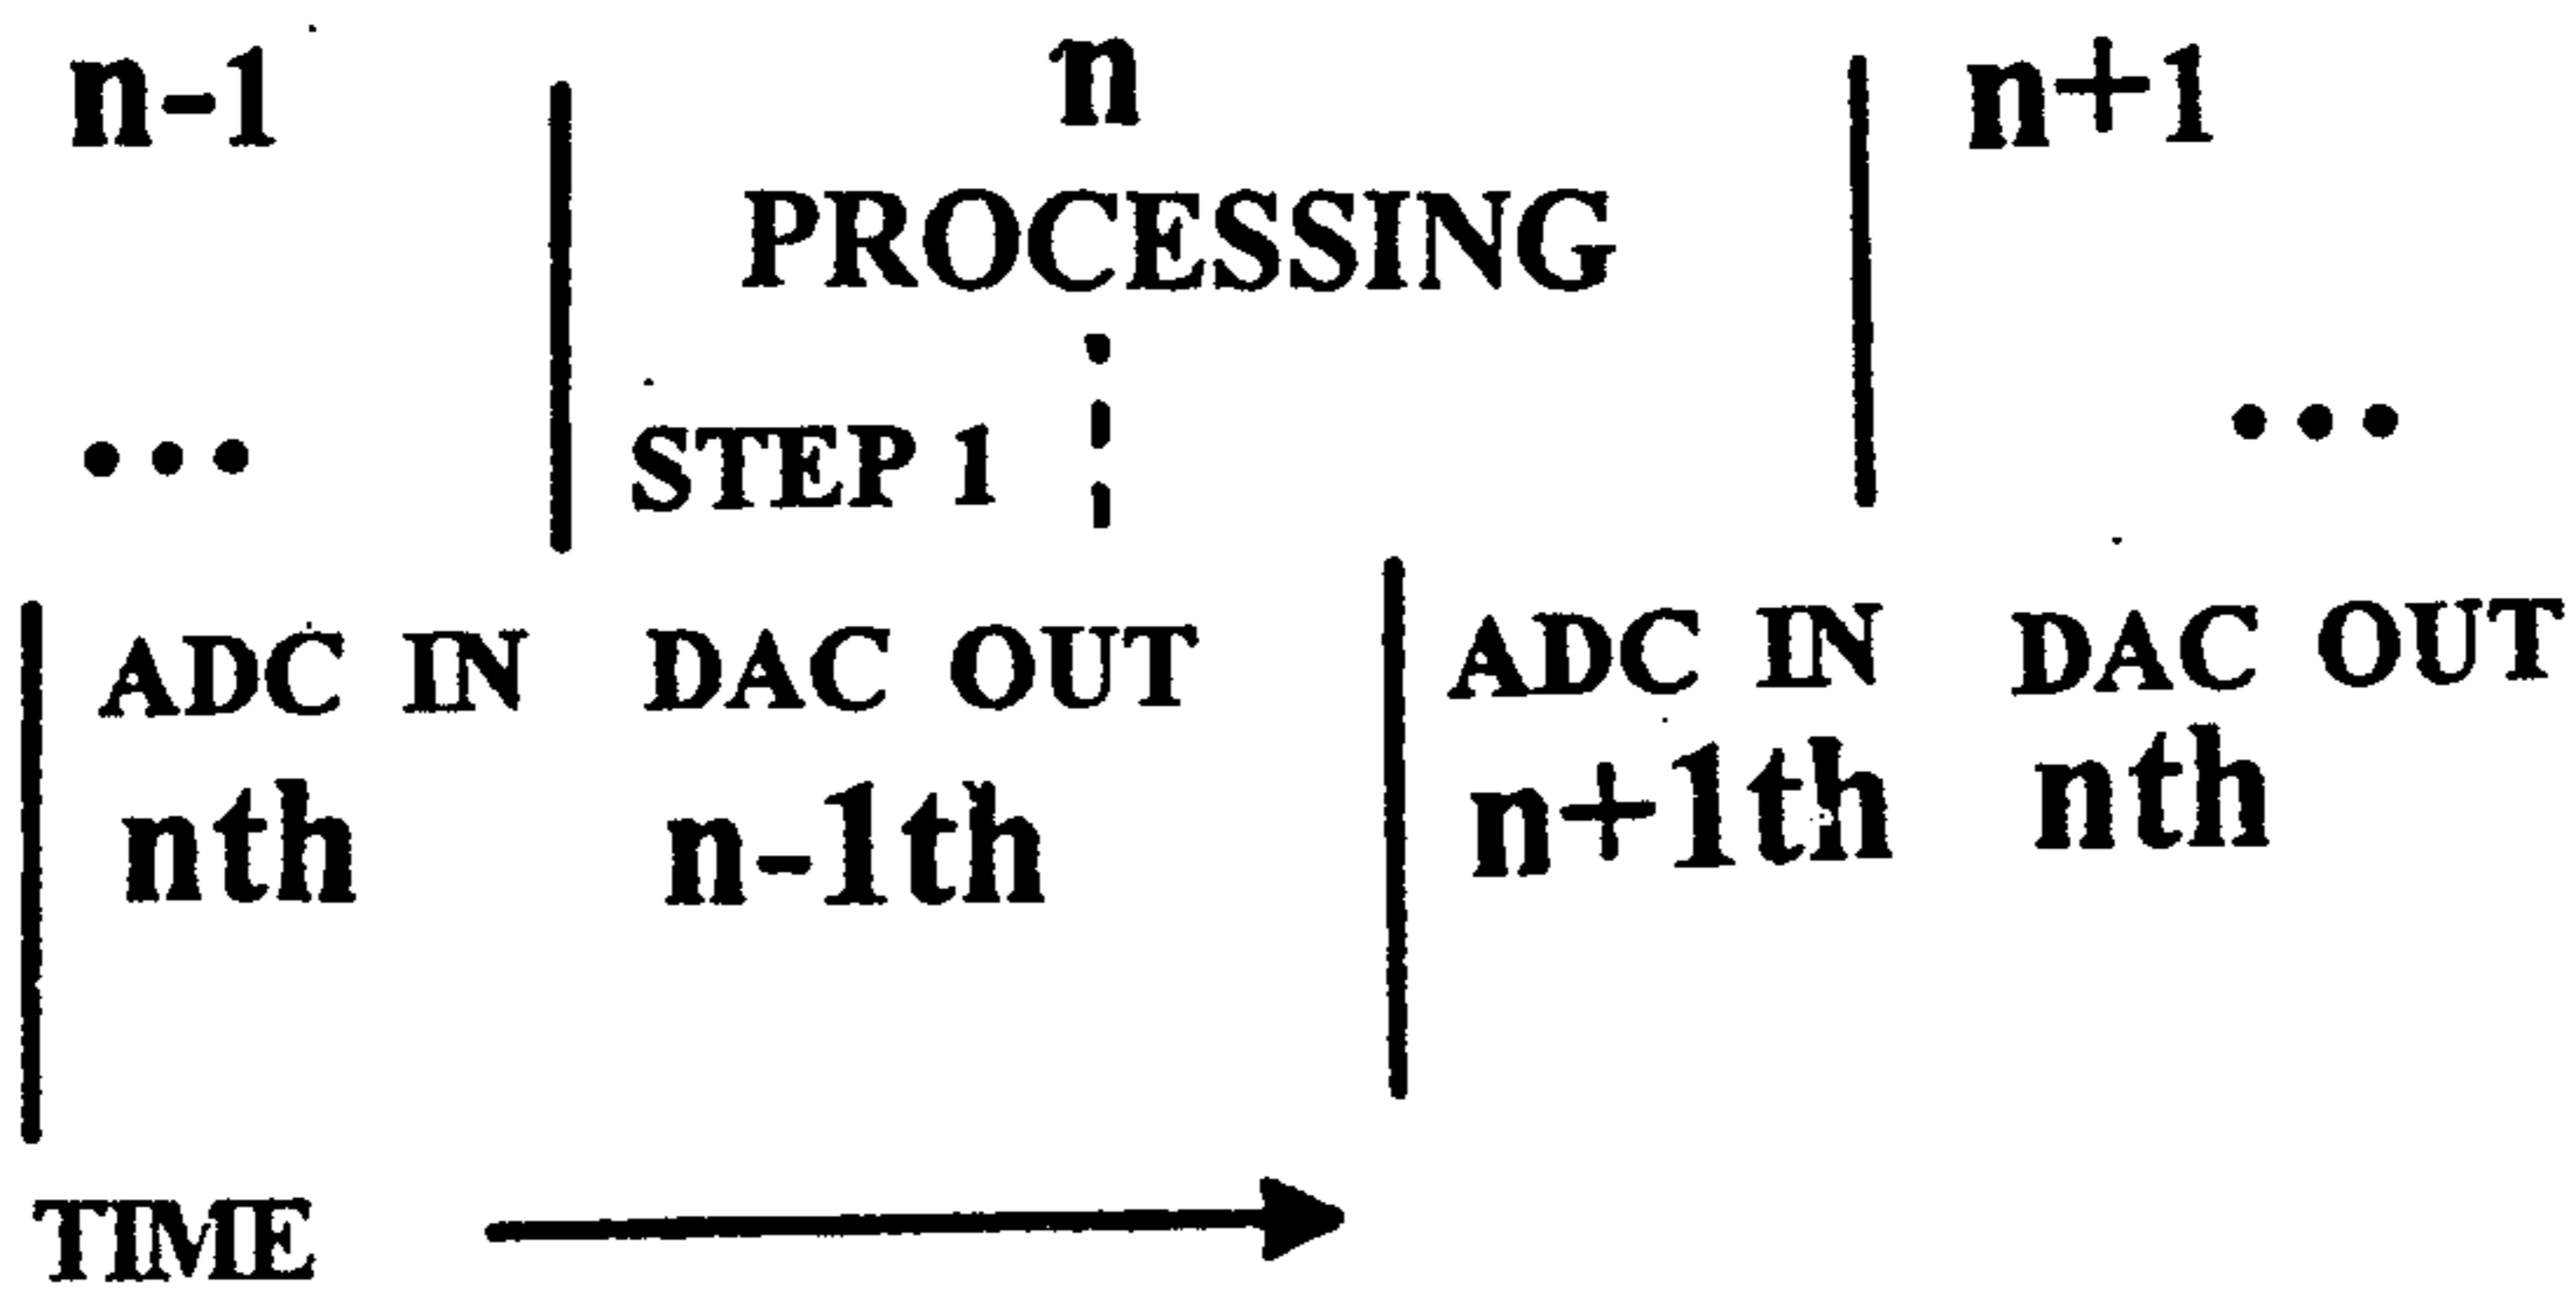 n-1 n n+1
PROCESSING
... STEP 1 ...
ADC IN DAC OUT ADC IN DAC OUT
nth n-1th n+1th nth
TIME